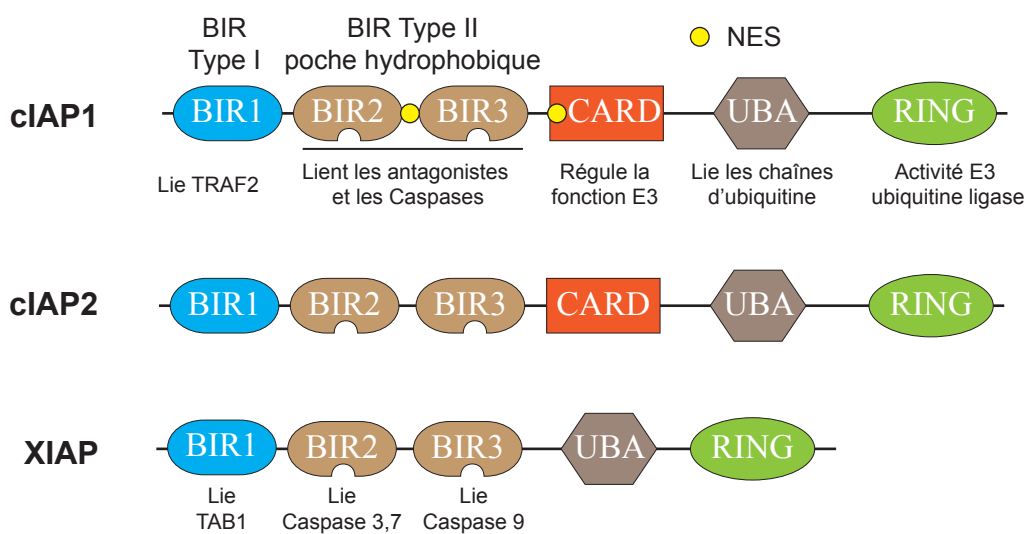 BIR
Type I
BIR Type II
poche hydrophobique
NES
cIAP1
BIR1
BIR2
BIR3
CARD
UBA
RING
Lie TRAF2
Lient les antagonistes
et les Caspases
Régule la
fonction E3
Lie les chaînes
d’ubiquitine
Activité E3
ubiquitine ligase
cIAP2
BIR1
BIR2
BIR3
CARD
UBA
RING
XIAP
BIR1
BIR2
BIR3
UBA
RING
Lie
TAB1
Lie
Caspase 3,7
Lie
Caspase 9